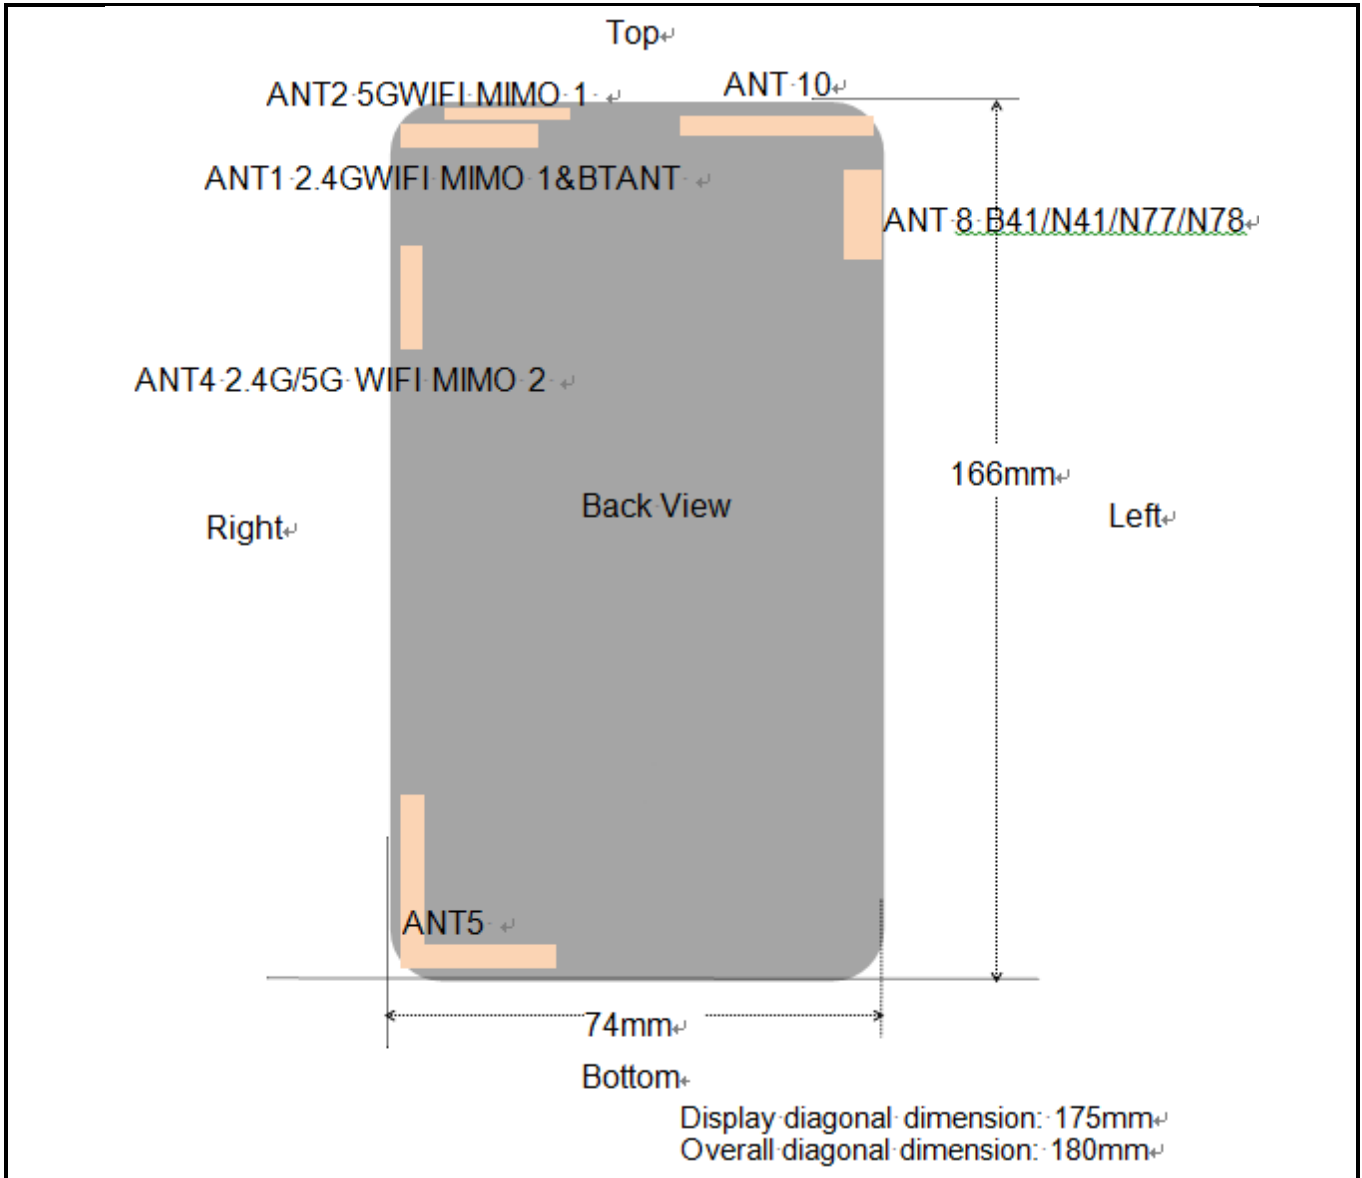 Top
ANT2 5GWIFI MIMO 1
ANT 10
ANT1 2.4GWIFI MIMO 1&BTANT
ANT 8 B41/N41/N77/N78
ANT4 2.4G/5G WIFI MIMO 2
166mm
Back View
Left
Right
ANT5
74mm
Bottom
Display diagonal dimension: 175mm
Overall diagonal dimension: 180mm